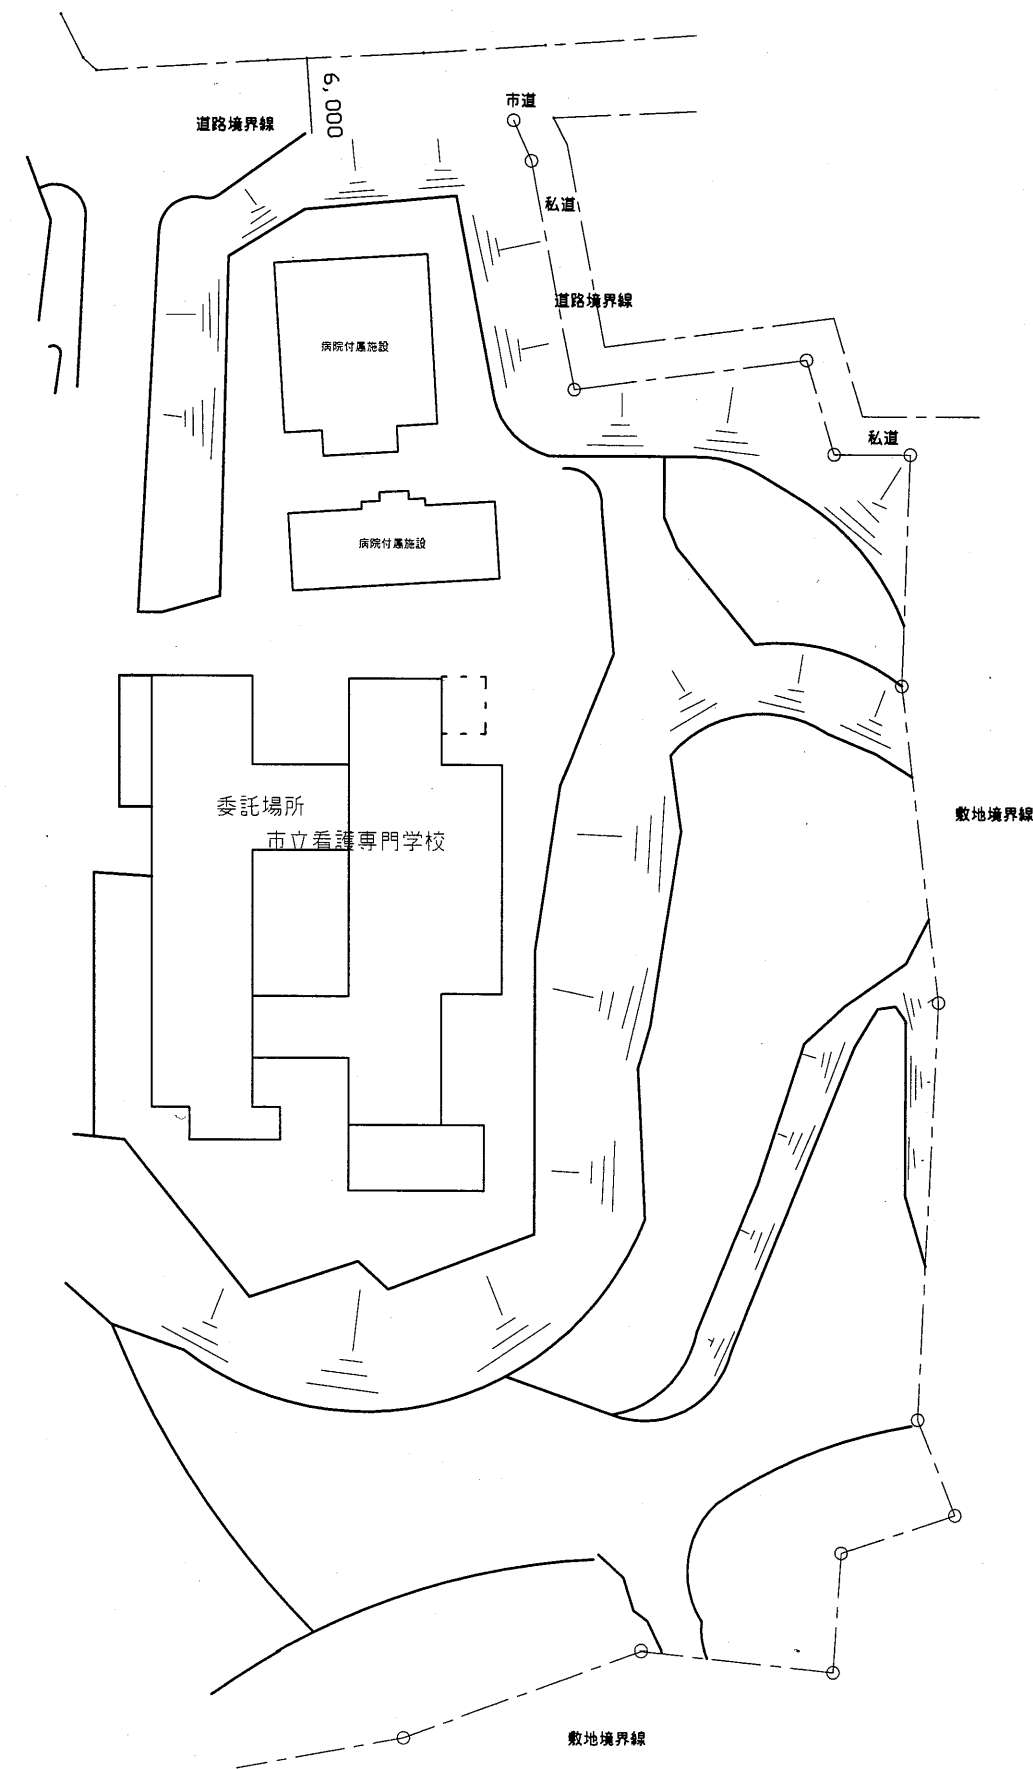 6,000
市道
道路境界線
私道
道路境界線
病院付属施設
私道
病院付属施設
委託場所
市立看護専門学校
敷地境界線
敷地境界線